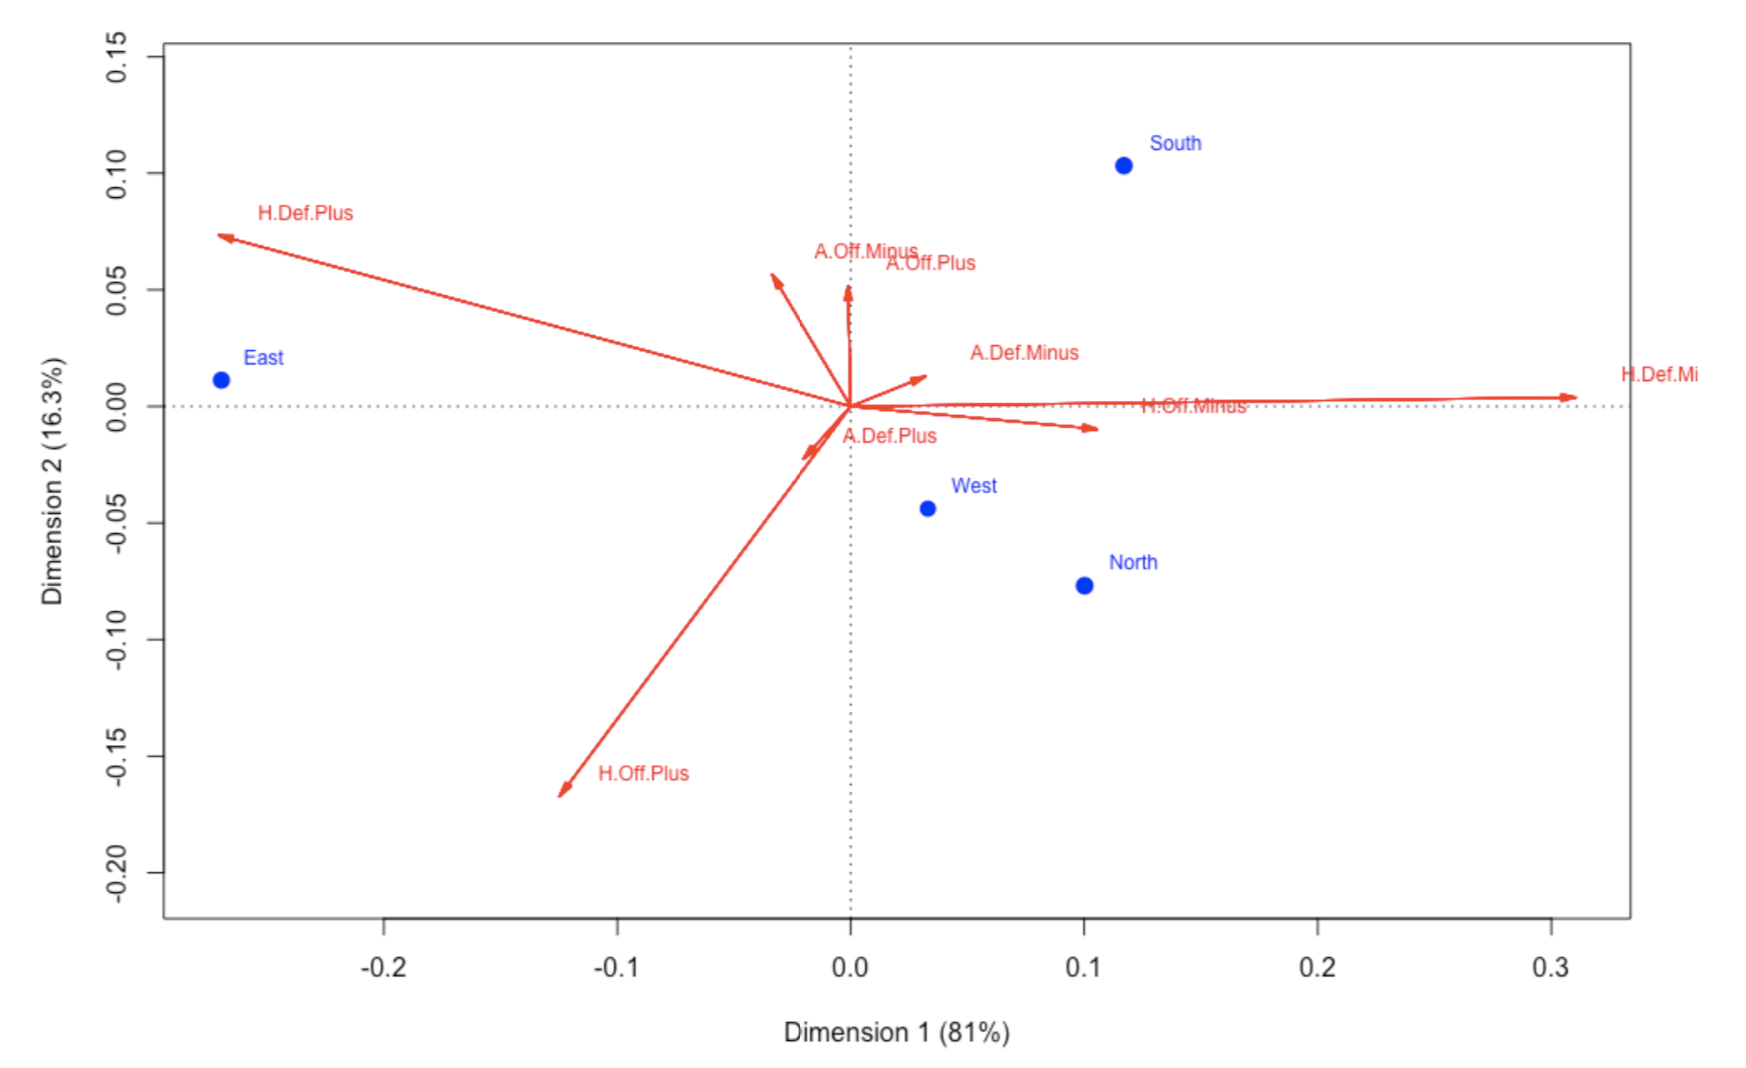 0.15
0.10
0.05
0.00
-0.05
-0.10
-0.15
-0.20
Dimension 2 (16.3%)
South
H.Def.Plus
A.Off.Minus
A.Off.Plus
A.Def.Minus
East
H.Def.Mi
H.Off.Minus
A.Def.Plus
West
North
H.Off.Plus
-0.2
-0.1
0.0
0.1
0.2
0.3
Dimension 1 (81%)